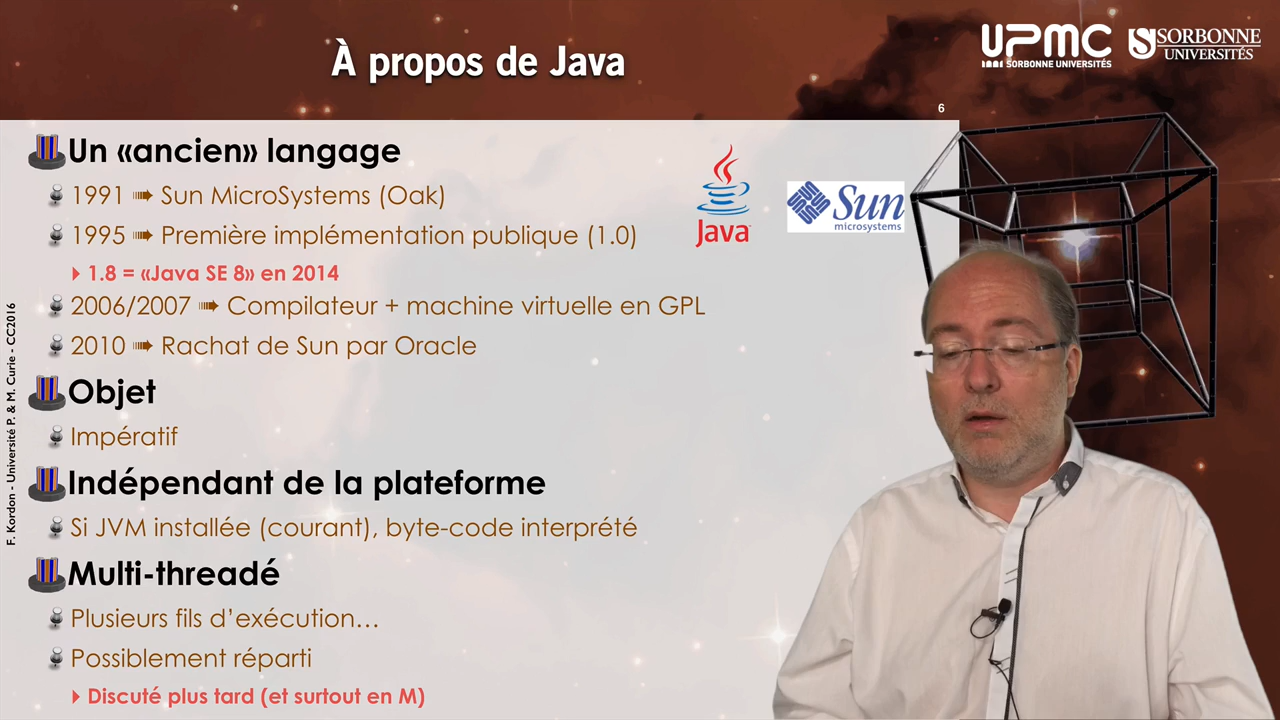 À propos de Java
UPMC
SORBONNE UNIVERSITÉS
SORBONNE
UNIVERSITÉS
6
Un «ancien» langage
1991 ➠ Sun MicroSystems (Oak)
1995 ➠ Première implémentation publique (1.0)
1.8 = «Java SE 8» en 2014
2006/2007 ➠ Compilateur + machine virtuelle en GPL
2010 ➠ Rachat de Sun par Oracle
Java
Sun
microsystems
Objet
Impératif
Indépendant de la plateforme
Si JVM installée (courant), byte-code interprété
Multi-threadé
Plusieurs fils d'exécution...
Possiblement réparti
Discuté plus tard (et surtout en M)
F. Kordon - Université P. & M. Curie - CC2016